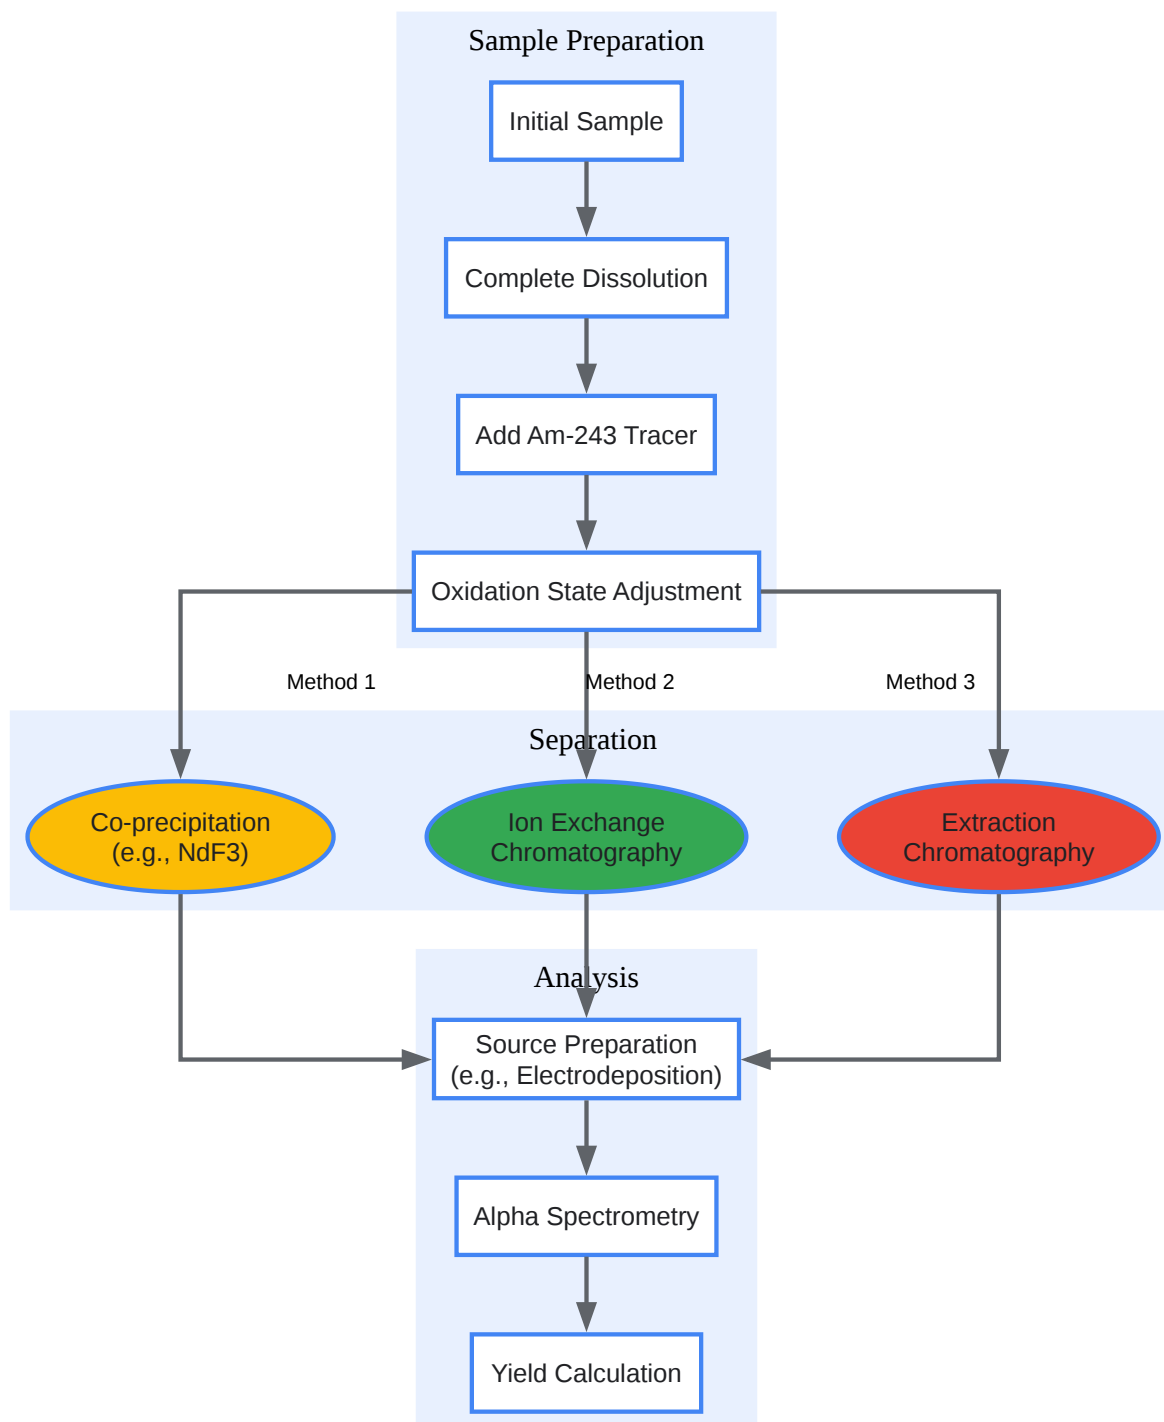 Sample Preparation
Initial Sample
Complete Dissolution
Add Am-243 Tracer
Oxidation State Adjustment
Method 1
Method 2
Method 3
Separation
Co-precipitation
(e.g., NdF3)
Ion Exchange
Chromatography
Extraction
Chromatography
Analysis
Source Preparation
(e.g., Electrodeposition)
Alpha Spectrometry
Yield Calculation